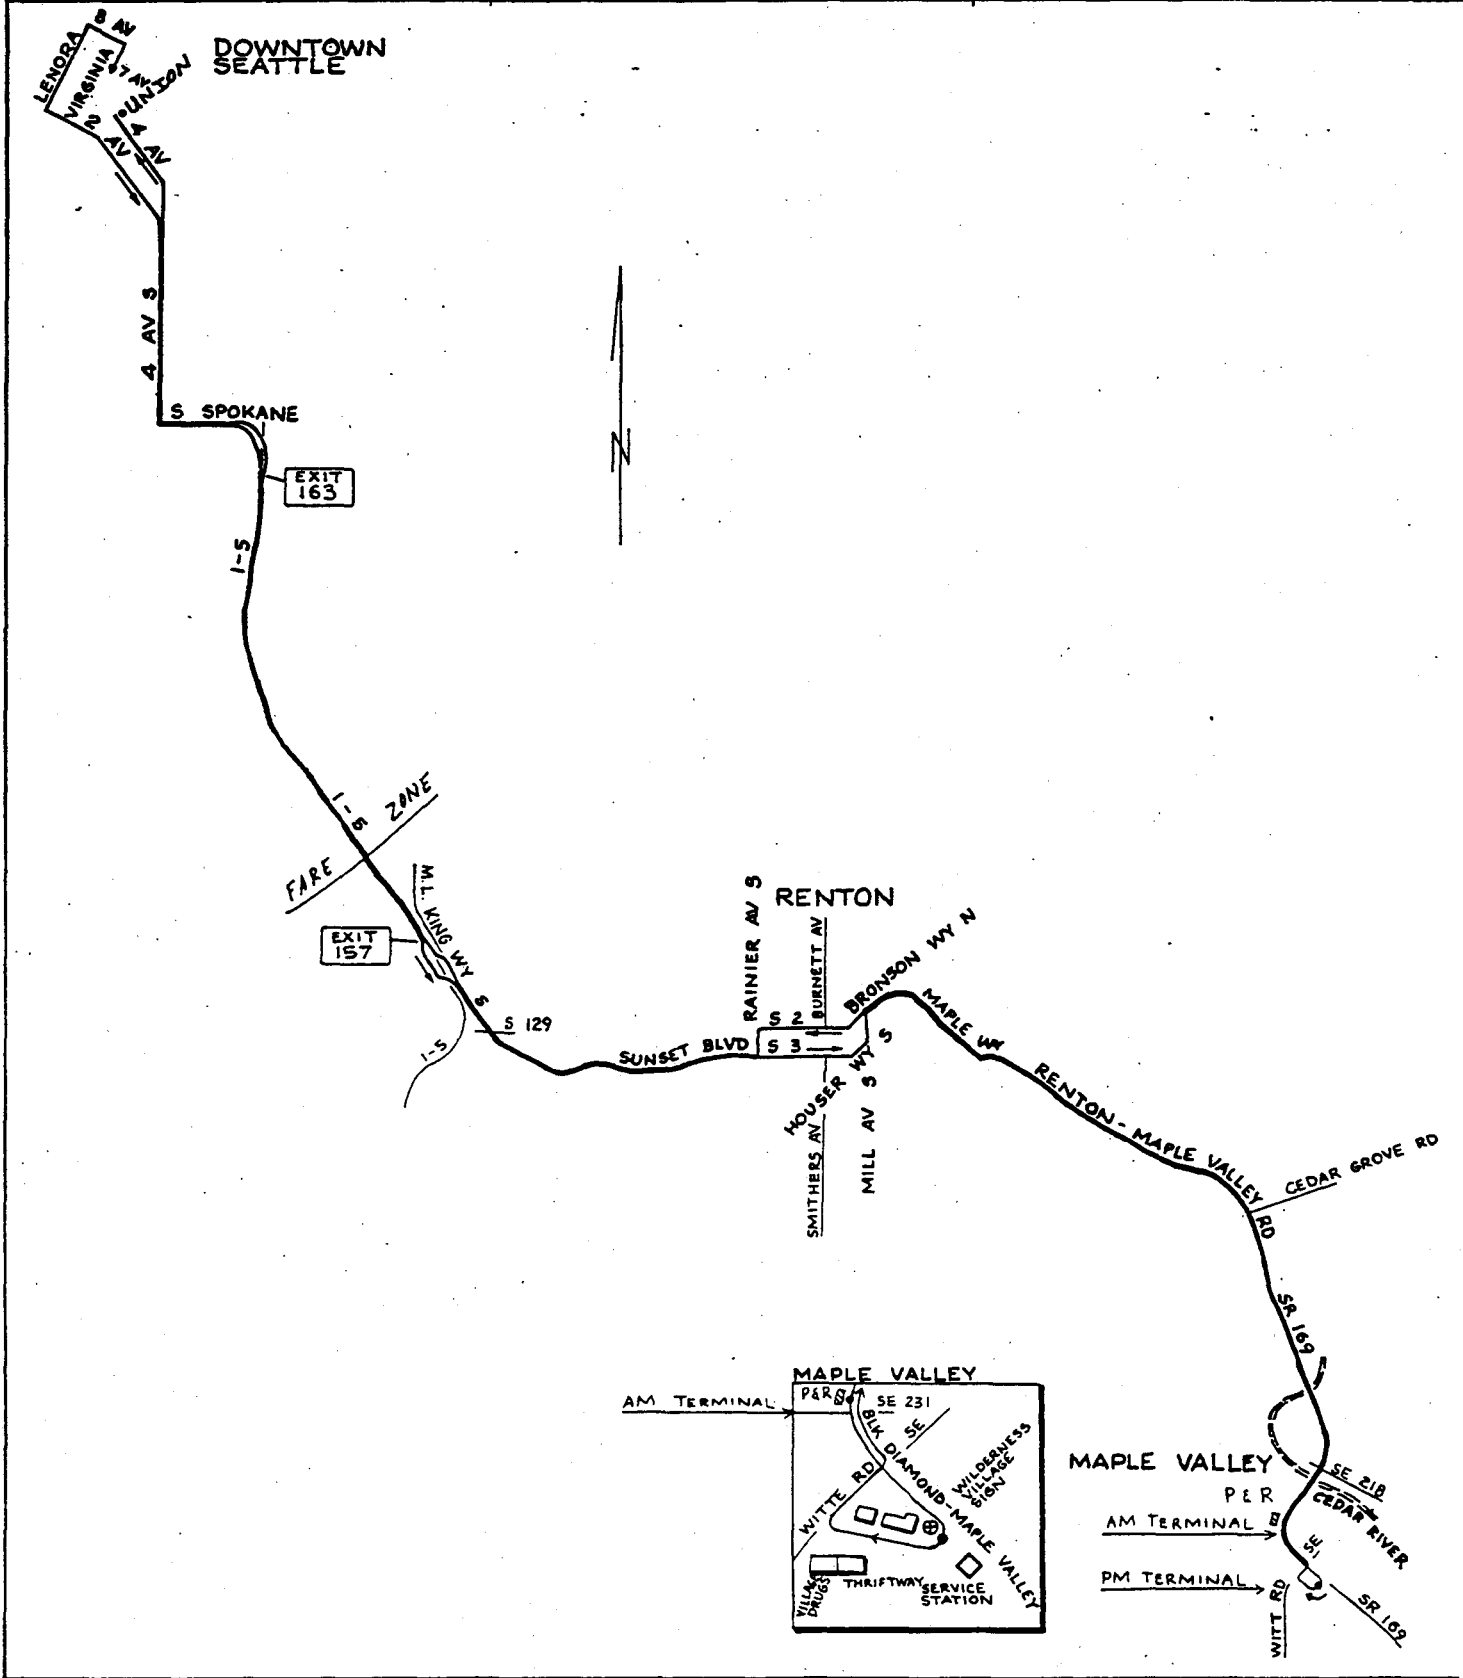 8 AV
LENORA
VIRGINIA
7 AV
UNION
DOWNTOWN
SEATTLE
2 AV
4 AV
4 AV S
S SPOKANE
EXIT
163
N
I-5
I-5
FARE ZONE
M.L. KING WY S
EXIT
157
S 129
I-5
SUNSET BLVD
RENTON
RAINIER AV S
BURNETT AV
S 2
S 3
BRONSON WY N
HOUSER WY S
SMITHERS AV
MILL AV S
MAPLE WY
RENTON-MAPLE VALLEY RD
CEDAR GROVE RD
SR 169
MAPLE VALLEY
AM TERMINAL
P&R
SE 231
BLK DIAMOND-MAPLE VALLEY
SE
WILDERNESS
VILLAGE
SIGN
WITTE RD
VILLAGE
DRUGS
THRIFTWAY
SERVICE
STATION
MAPLE VALLEY
P&R
SE 218
CEDAR RIVER
AM TERMINAL
SE
PM TERMINAL
WITT RD
SR 169